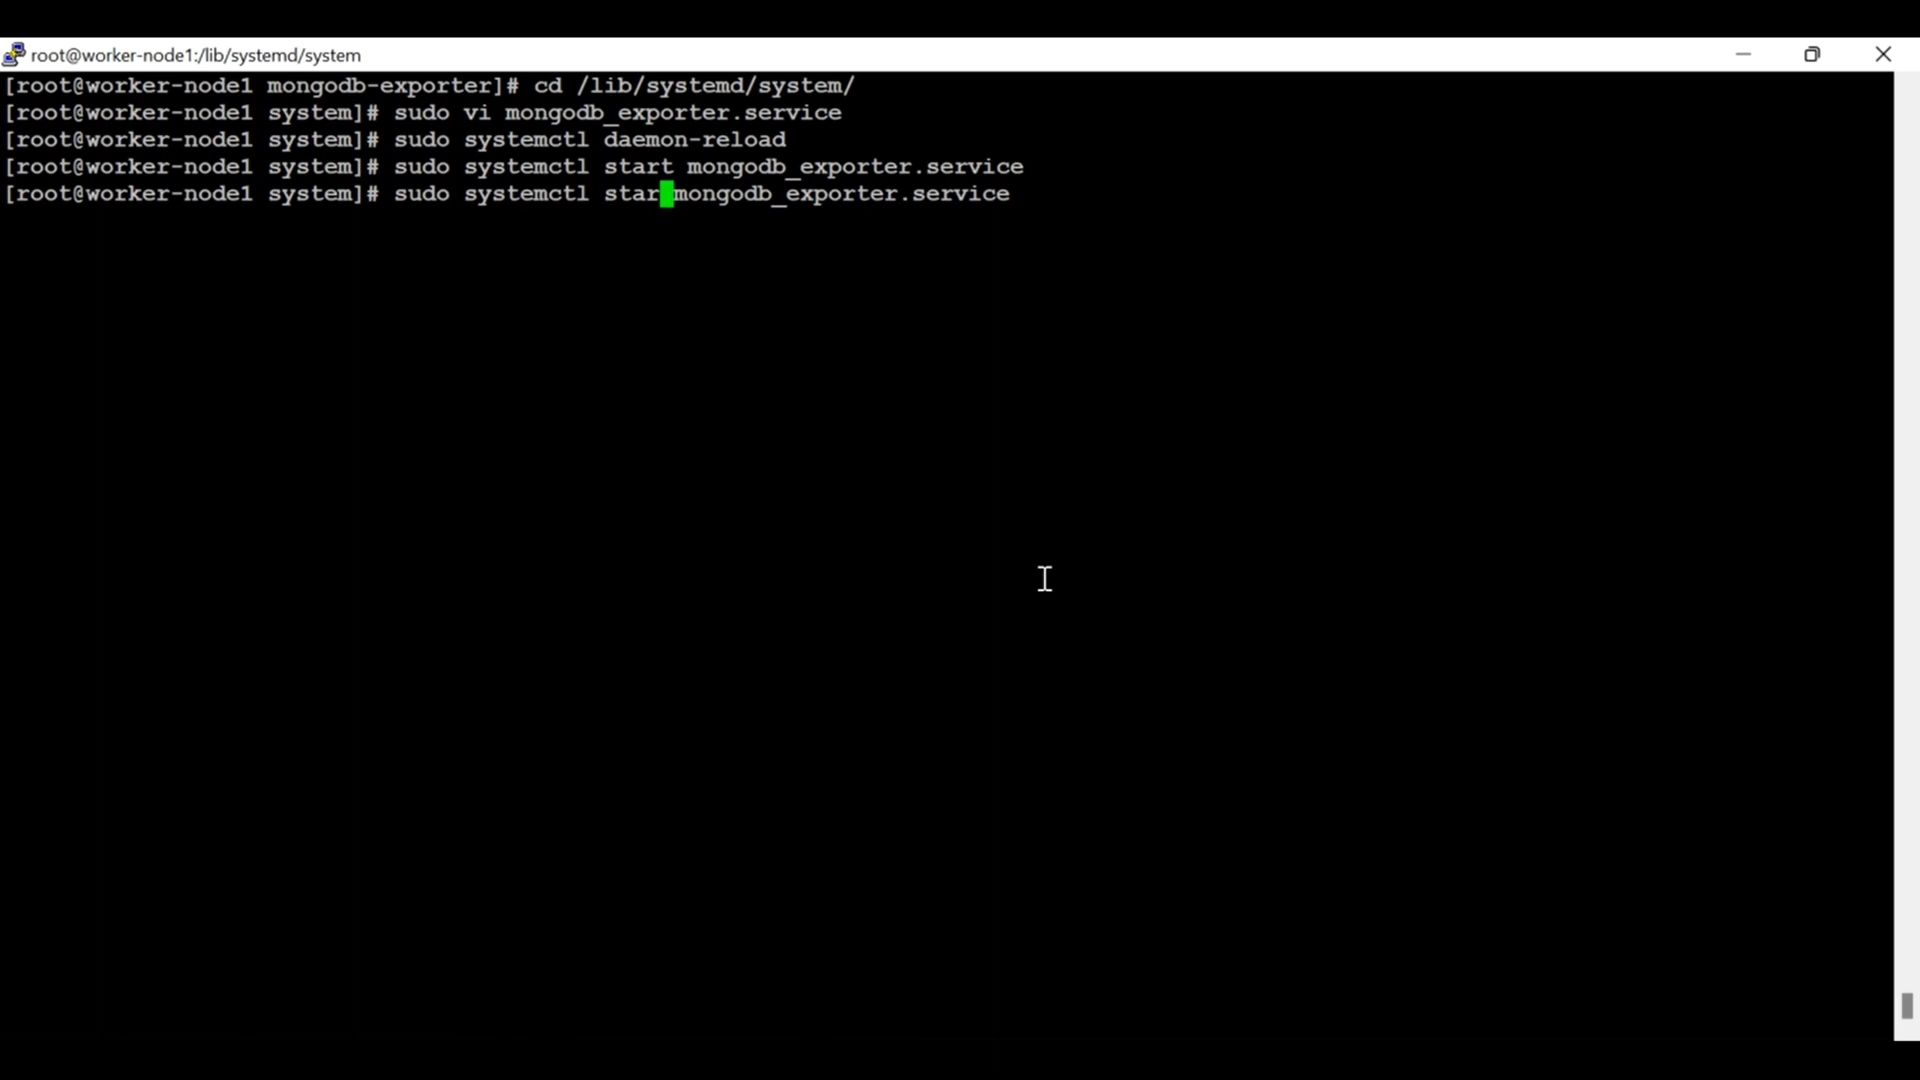 root@worker-node1:/lib/systemd/system
[root@worker-node1 mongodb-exporter]# cd /lib/systemd/system/
[root@worker-node1 system]# sudo vi mongodb_exporter.service
[root@worker-node1 system]# sudo systemctl daemon-reload
[root@worker-node1 system]# sudo systemctl start mongodb_exporter.service
[root@worker-node1 system]# sudo systemctl star mongodb_exporter.service